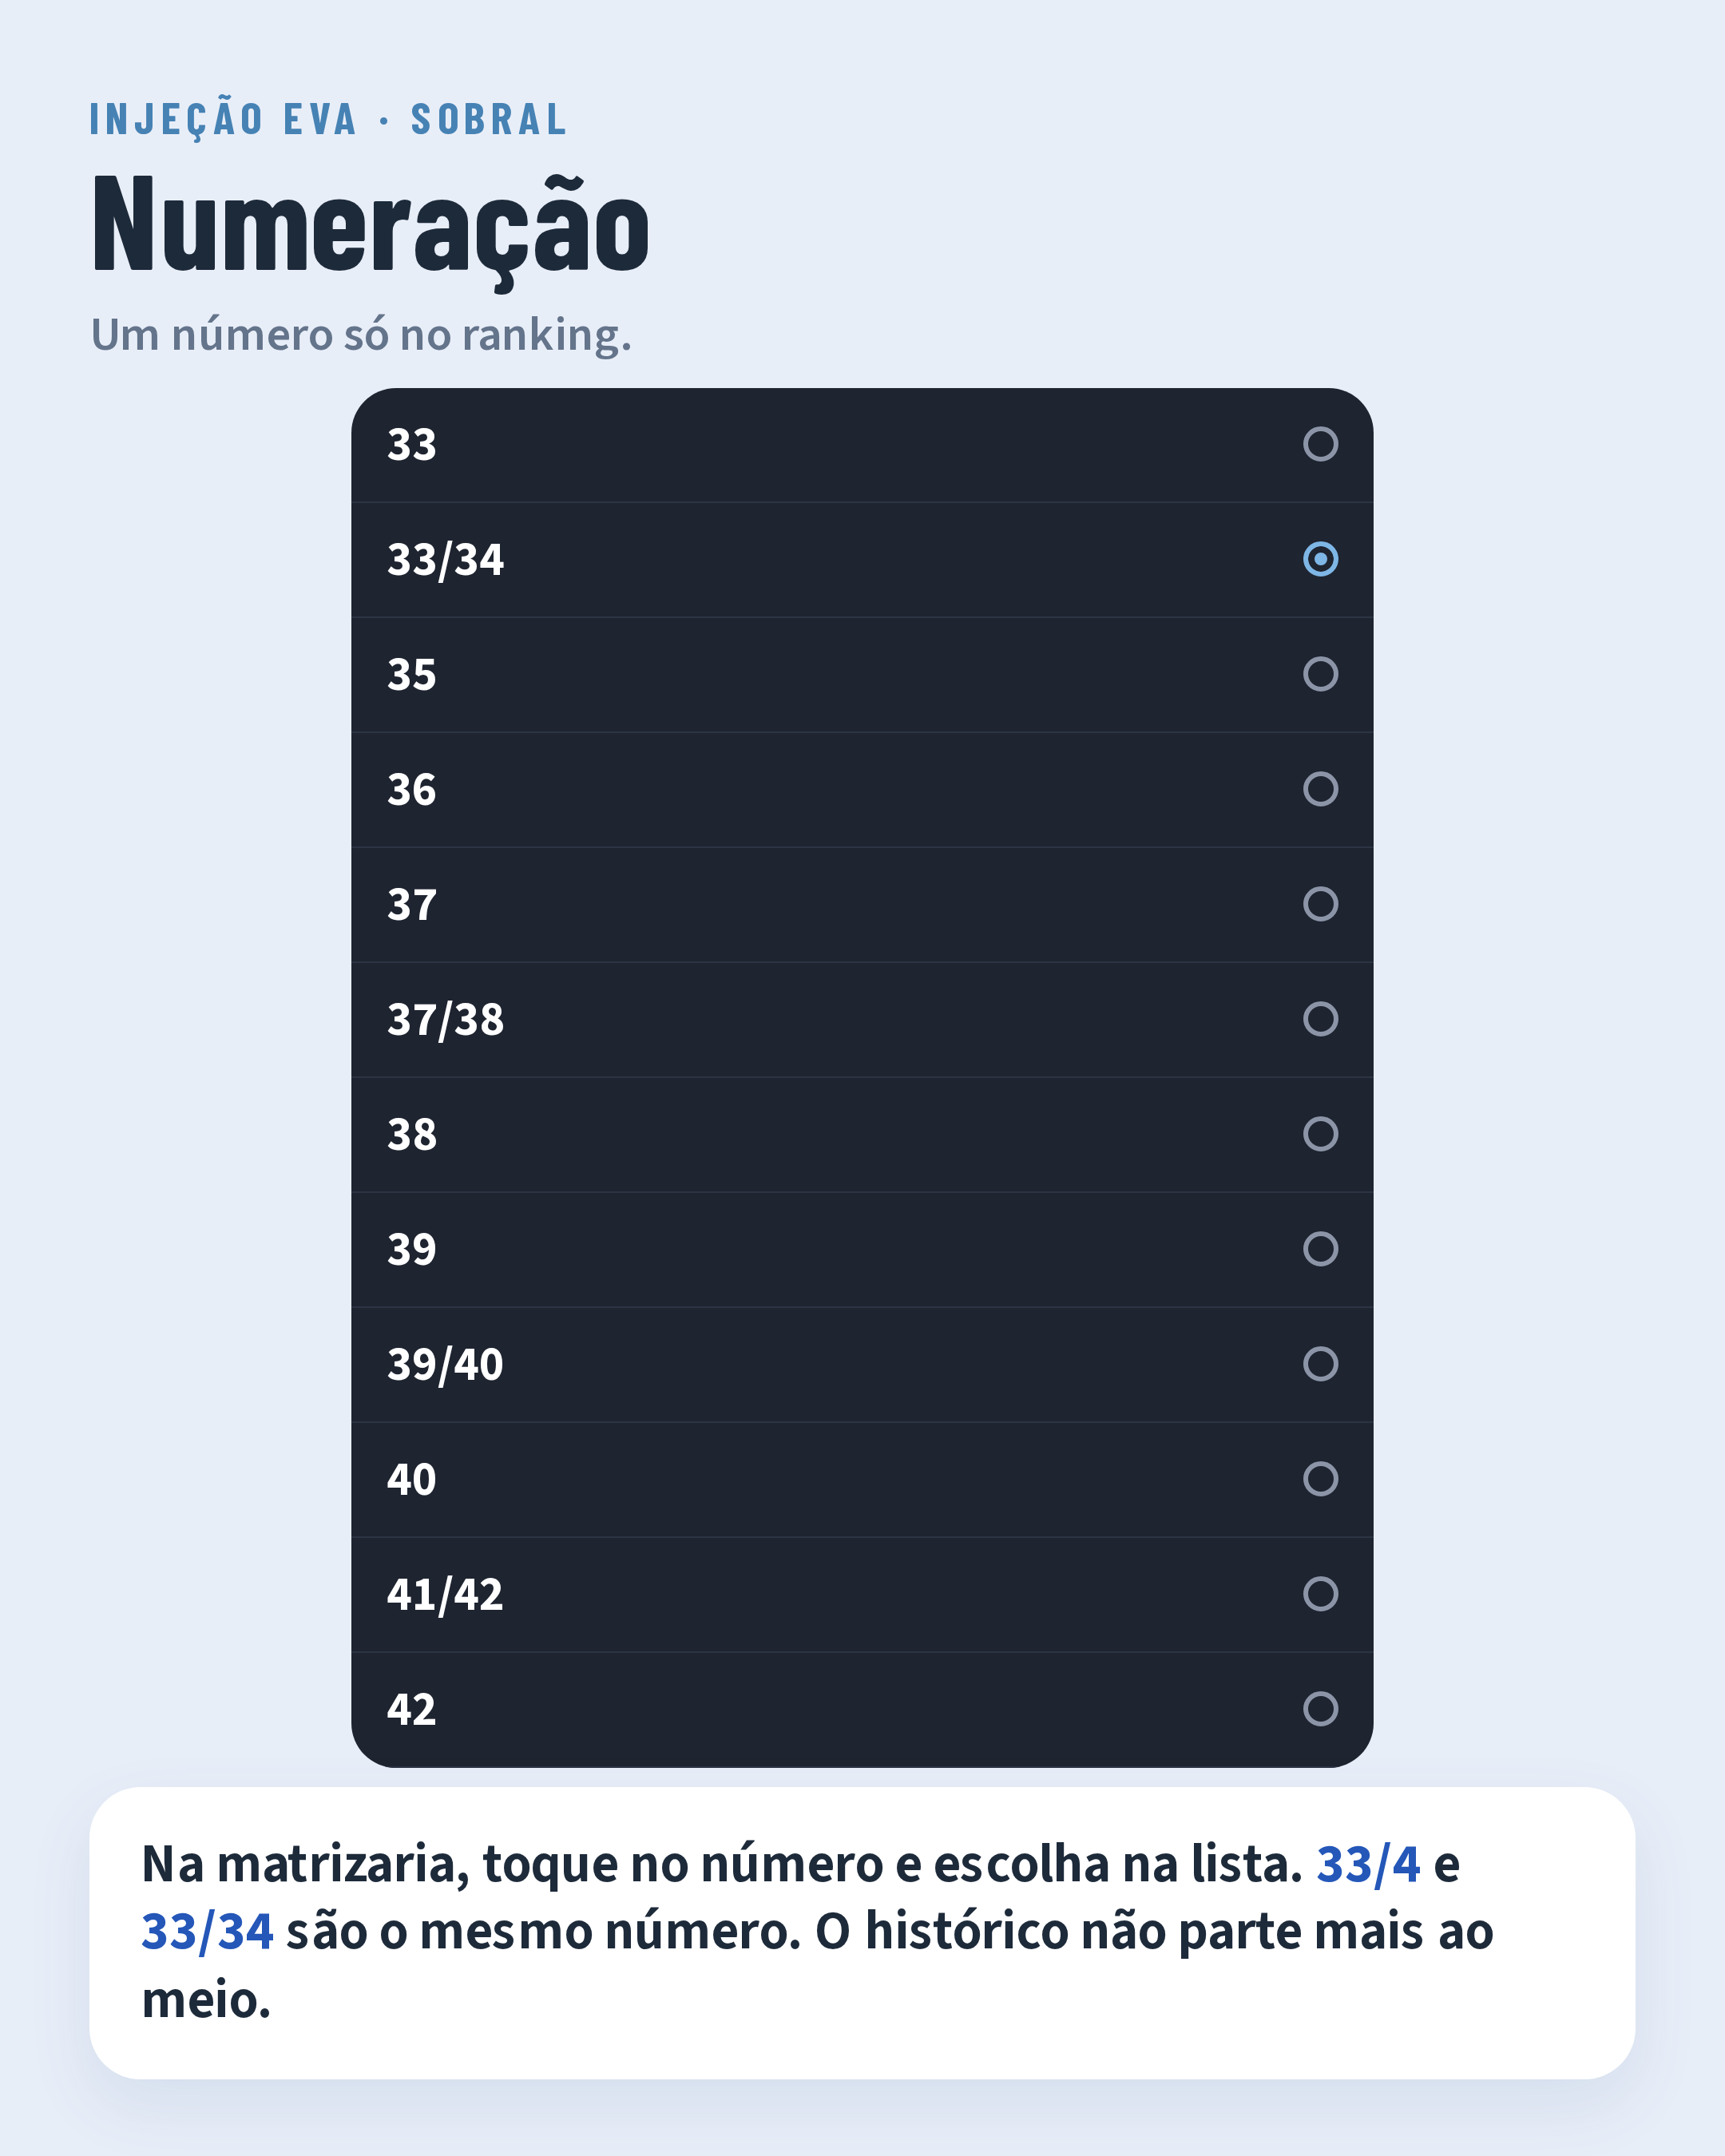 INJEÇÃO EVA · SOBRAL
Numeração
Um número só no ranking.
33
33/34
35
36
37
37/38
38
39
39/40
40
41/42
42
Na matrizaria, toque no número e escolha na lista. 33/4 e
33/34 são o mesmo número. O histórico não parte mais ao
meio.